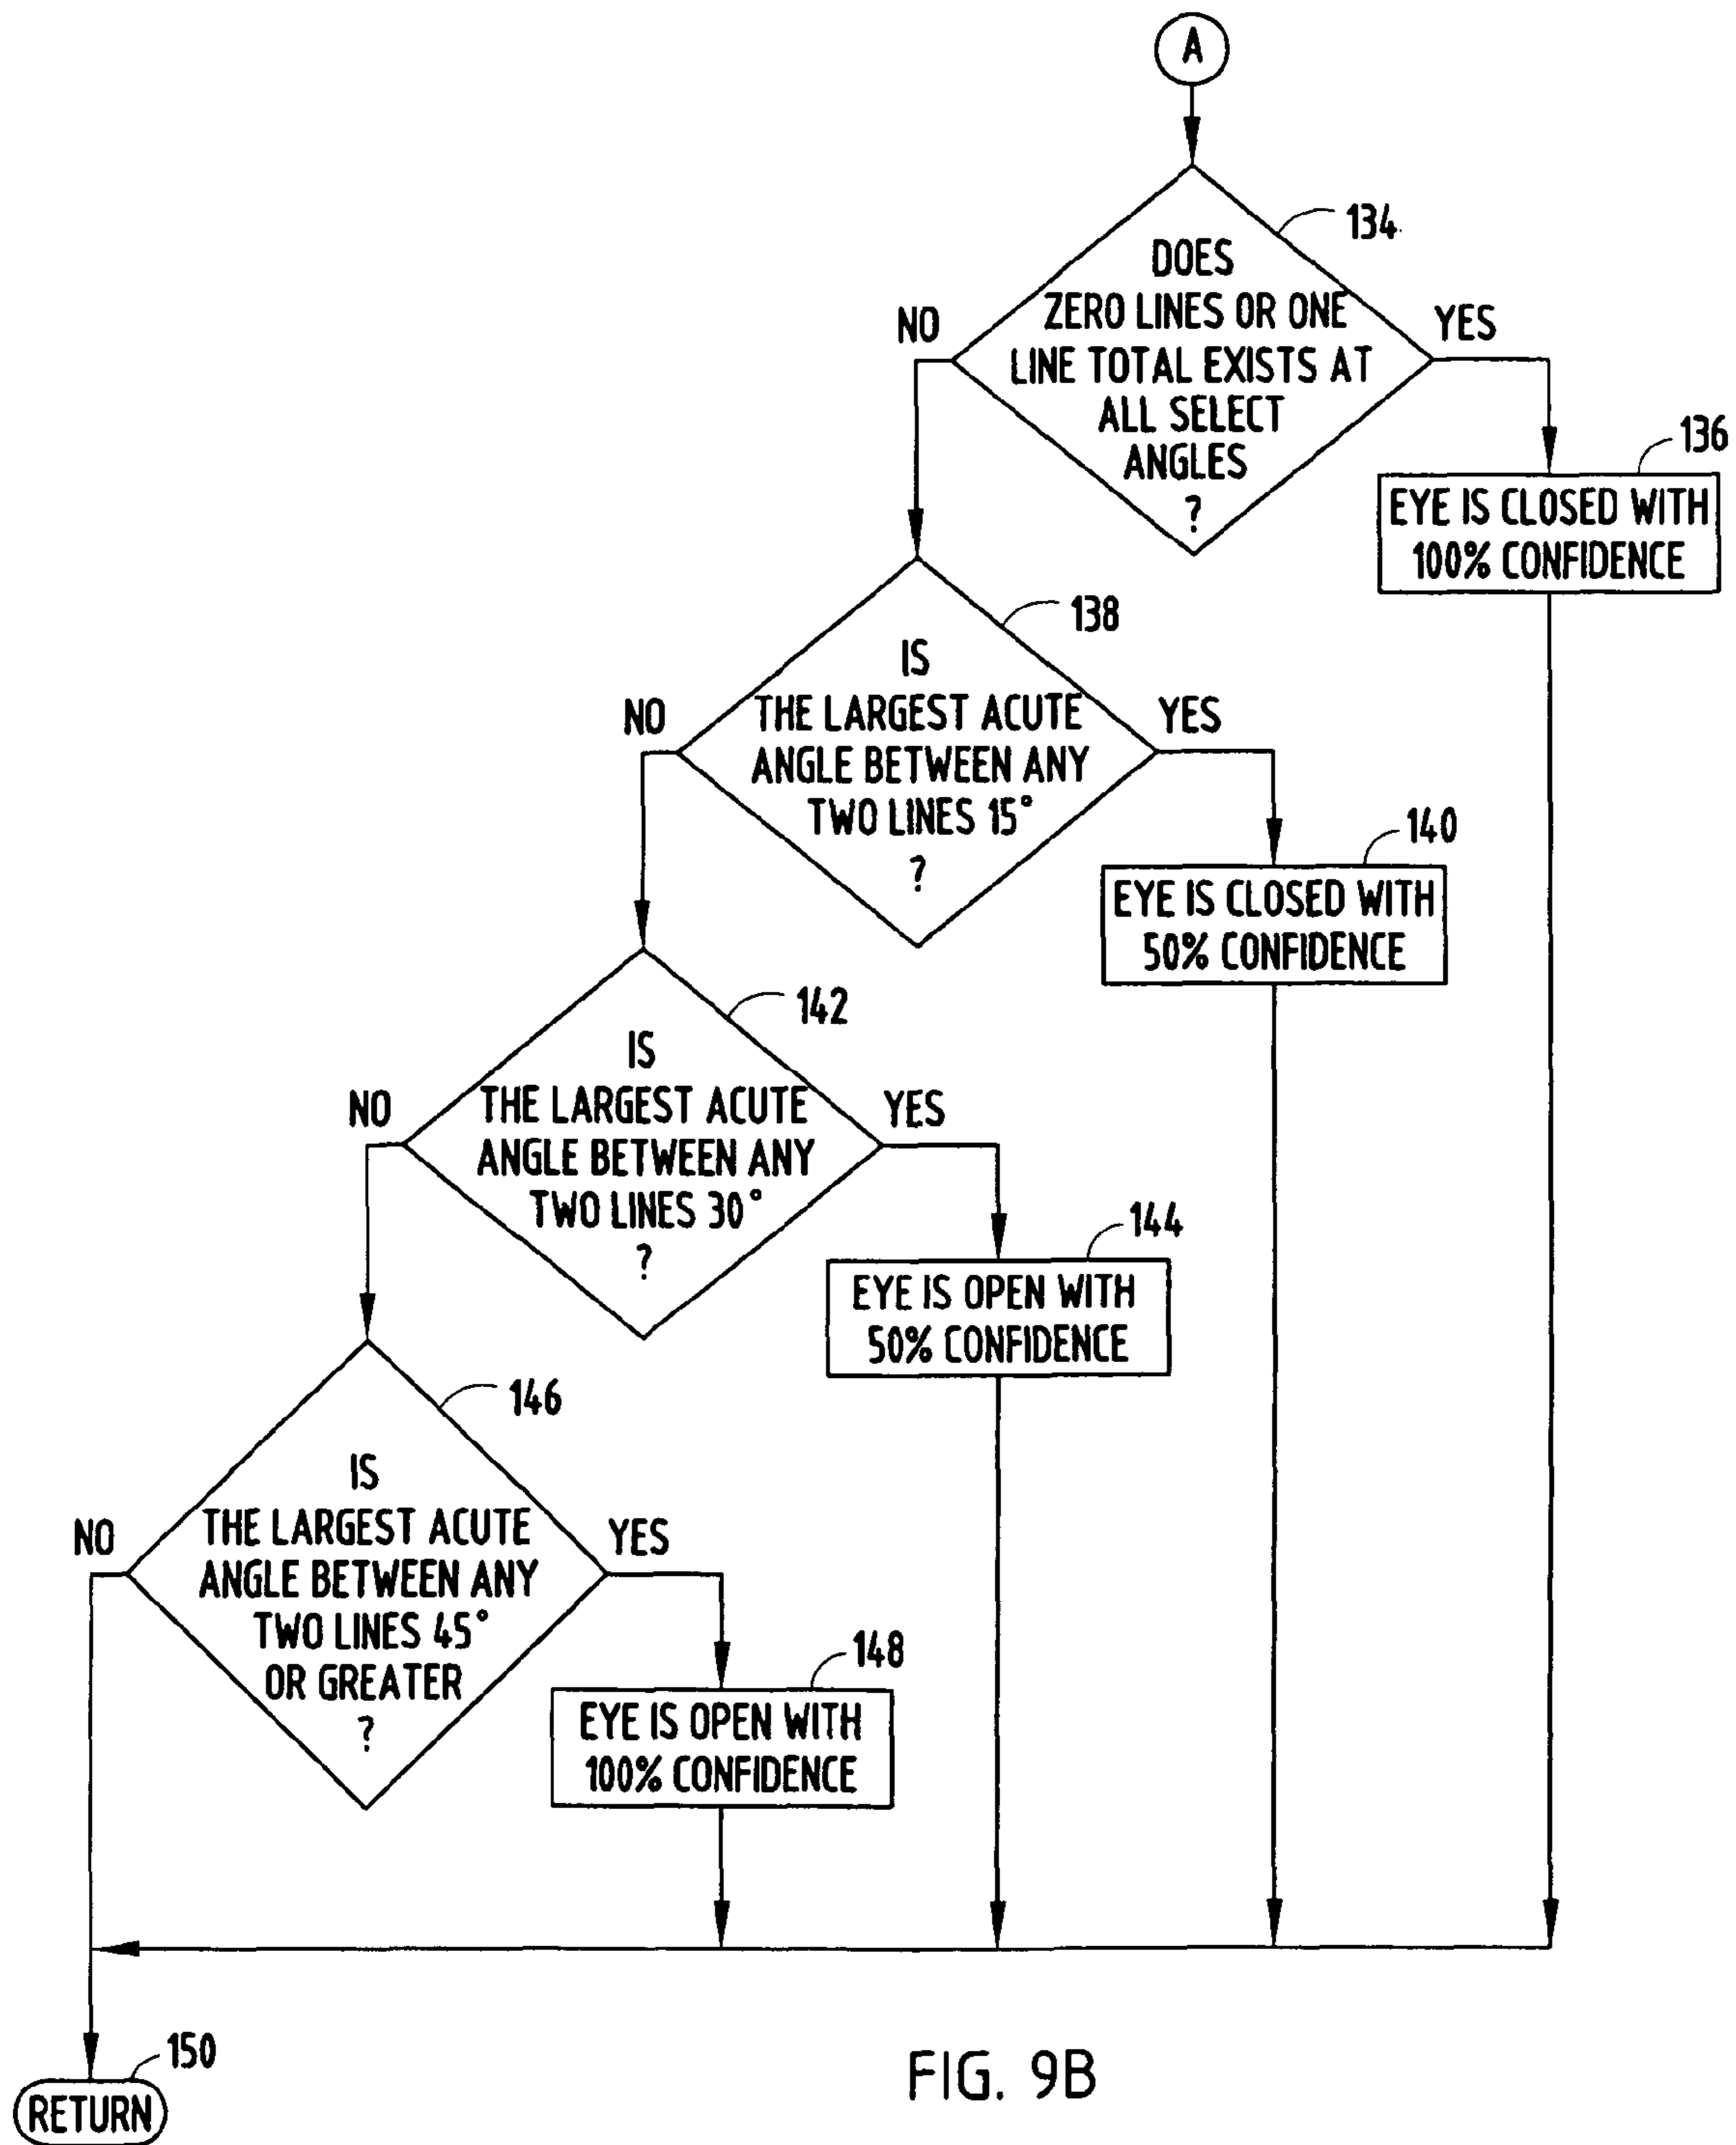 A
134
DOES
ZERO LINES OR ONE
LINE TOTAL EXISTS AT
ALL SELECT
ANGLES
?
NO
YES
136
EYE IS CLOSED WITH
100% CONFIDENCE
138
IS
THE LARGEST ACUTE
ANGLE BETWEEN ANY
TWO LINES 15°
?
NO
YES
140
EYE IS CLOSED WITH
50% CONFIDENCE
142
IS
THE LARGEST ACUTE
ANGLE BETWEEN ANY
TWO LINES 30°
?
NO
YES
144
EYE IS OPEN WITH
50% CONFIDENCE
146
IS
THE LARGEST ACUTE
ANGLE BETWEEN ANY
TWO LINES 45°
OR GREATER
?
NO
YES
148
EYE IS OPEN WITH
100% CONFIDENCE
150
RETURN
FIG. 9B